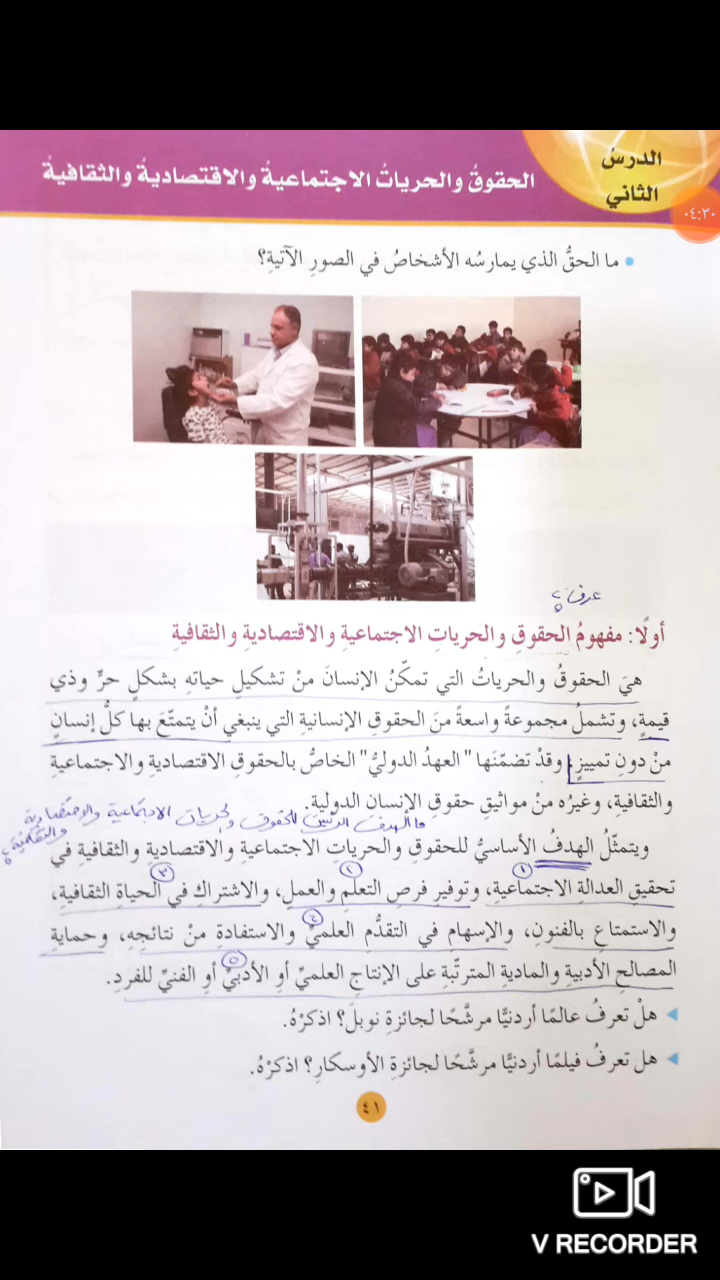 الدرسُ
الثاني
الحقوقُ والحرياتُ الاجتماعيةُ والاقتصاديةُ والثقافيةُ
٠٤:٣٠
• ما الحقُّ الذي يمارسُه الأشخاصُ في الصورِ الآتيةِ؟
عرف؟
أولًا: مفهومُ الحقوقِ والحرياتِ الاجتماعيةِ والاقتصاديةِ والثقافيةِ
هيَ الحقوقُ والحرياتُ التي تمكّنُ الإنسانَ منْ تشكيلِ حياتهِ بشكلٍ حرٍّ وذي
قيمةٍ، وتشملُ مجموعةً واسعةً منَ الحقوقِ الإنسانيةِ التي ينبغي أنْ يتمتّعَ بها كلُّ إنسانٍ
منْ دونِ تمييزٍ، وقدْ تضمّنَها "العهدُ الدوليُّ" الخاصُّ بالحقوقِ الاقتصاديةِ والاجتماعيةِ
والثقافيةِ، وغيرُه منْ مواثيقِ حقوقِ الإنسانِ الدوليةِ.
ما الهدف الرئيسي للحقوق والحريات الاجتماعية والاقتصادية
والثقافية؟
ويتمثّلُ الهدفُ الأساسيُّ للحقوقِ والحرياتِ الاجتماعيةِ والاقتصاديةِ والثقافيةِ في
١ ٢ ٣
تحقيقِ العدالةِ الاجتماعيةِ، وتوفيرِ فرصِ التعلّمِ والعملِ، والاشتراكِ في الحياةِ الثقافيةِ،
٤
والاستمتاعِ بالفنونِ، والإسهامِ في التقدُّمِ العلميِّ والاستفادةِ منْ نتائجِهِ، وحمايةِ
٥
المصالحِ الأدبيةِ والماديةِ المترتّبةِ على الإنتاجِ العلميِّ أوِ الأدبيِّ أوِ الفنيِّ للفردِ.
◄ هلْ تعرفُ عالمًا أردنيًّا مرشَّحًا لجائزةِ نوبلَ؟ اذكرْهُ.
◄ هل تعرفُ فيلمًا أردنيًّا مرشَّحًا لجائزةِ الأوسكارِ؟ اذكرْهُ.
٤١
V RECORDER